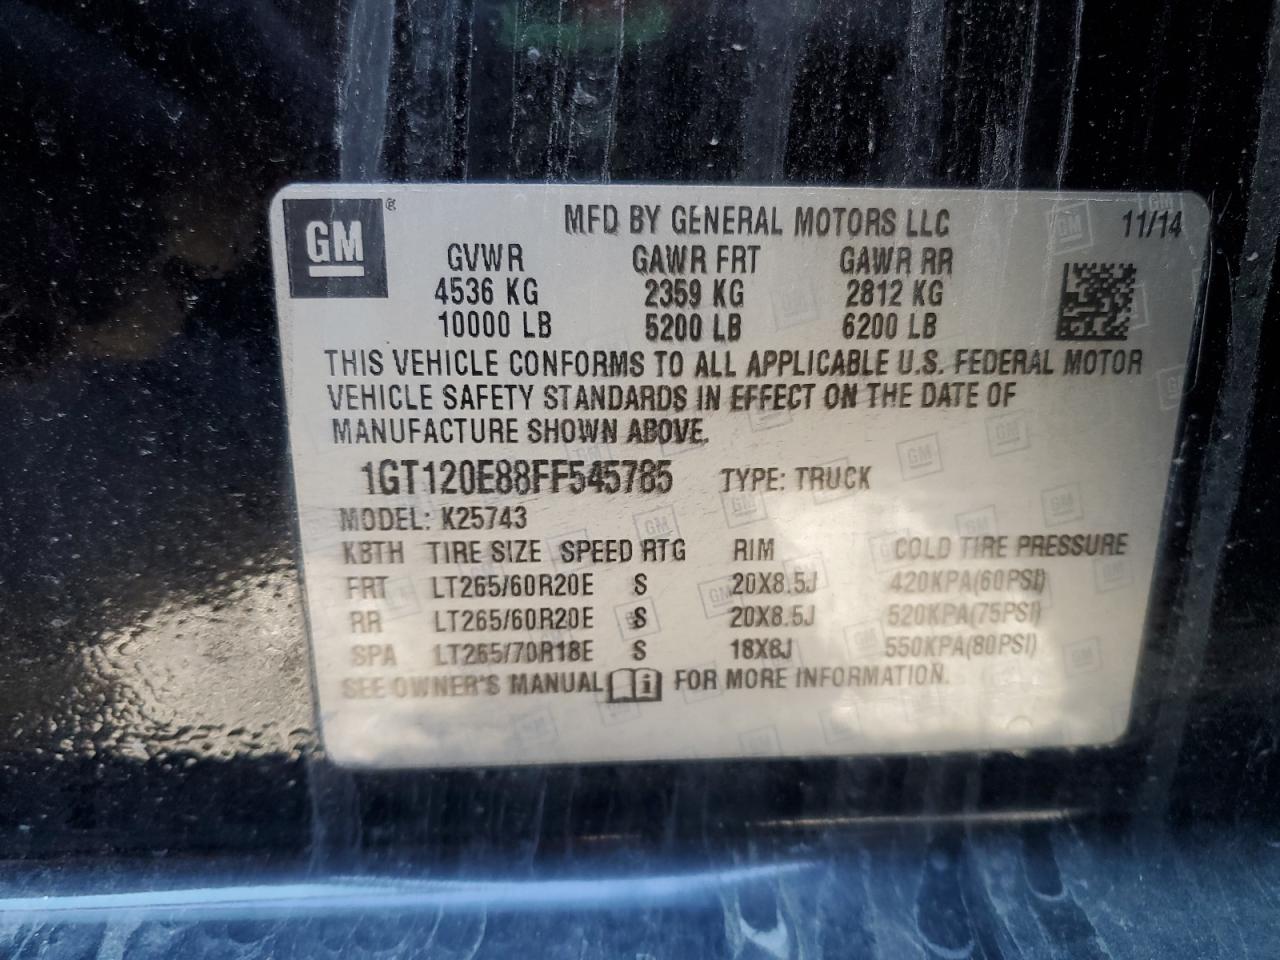 GM ®
MFD BY GENERAL MOTORS LLC 11/14
GVWR GAWR FRT GAWR RR
4536 KG 2359 KG 2812 KG
10000 LB 5200 LB 6200 LB
THIS VEHICLE CONFORMS TO ALL APPLICABLE U.S. FEDERAL MOTOR
VEHICLE SAFETY STANDARDS IN EFFECT ON THE DATE OF
MANUFACTURE SHOWN ABOVE.
1GT120E88FF545785 TYPE: TRUCK
MODEL: K25743
KBTH TIRE SIZE SPEED RTG RIM COLD TIRE PRESSURE
FRT LT265/60R20E S 20X8.5J 420KPA(60PSI)
RR LT265/60R20E S 20X8.5J 520KPA(75PSI)
SPA LT265/70R18E S 18X8J 550KPA(80PSI)
SEE OWNER'S MANUAL i FOR MORE INFORMATION.